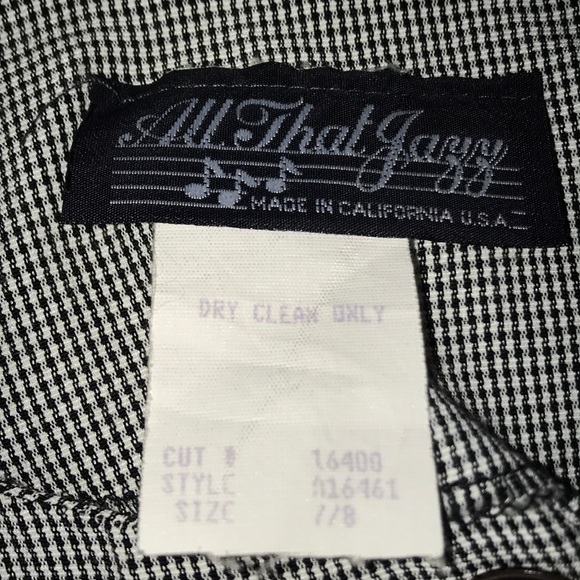 All That Jazz
MADE IN CALIFORNIA U.S.A.
DRY CLEAN ONLY
CUT # 16400
STYLE A16461
SIZE 7/8